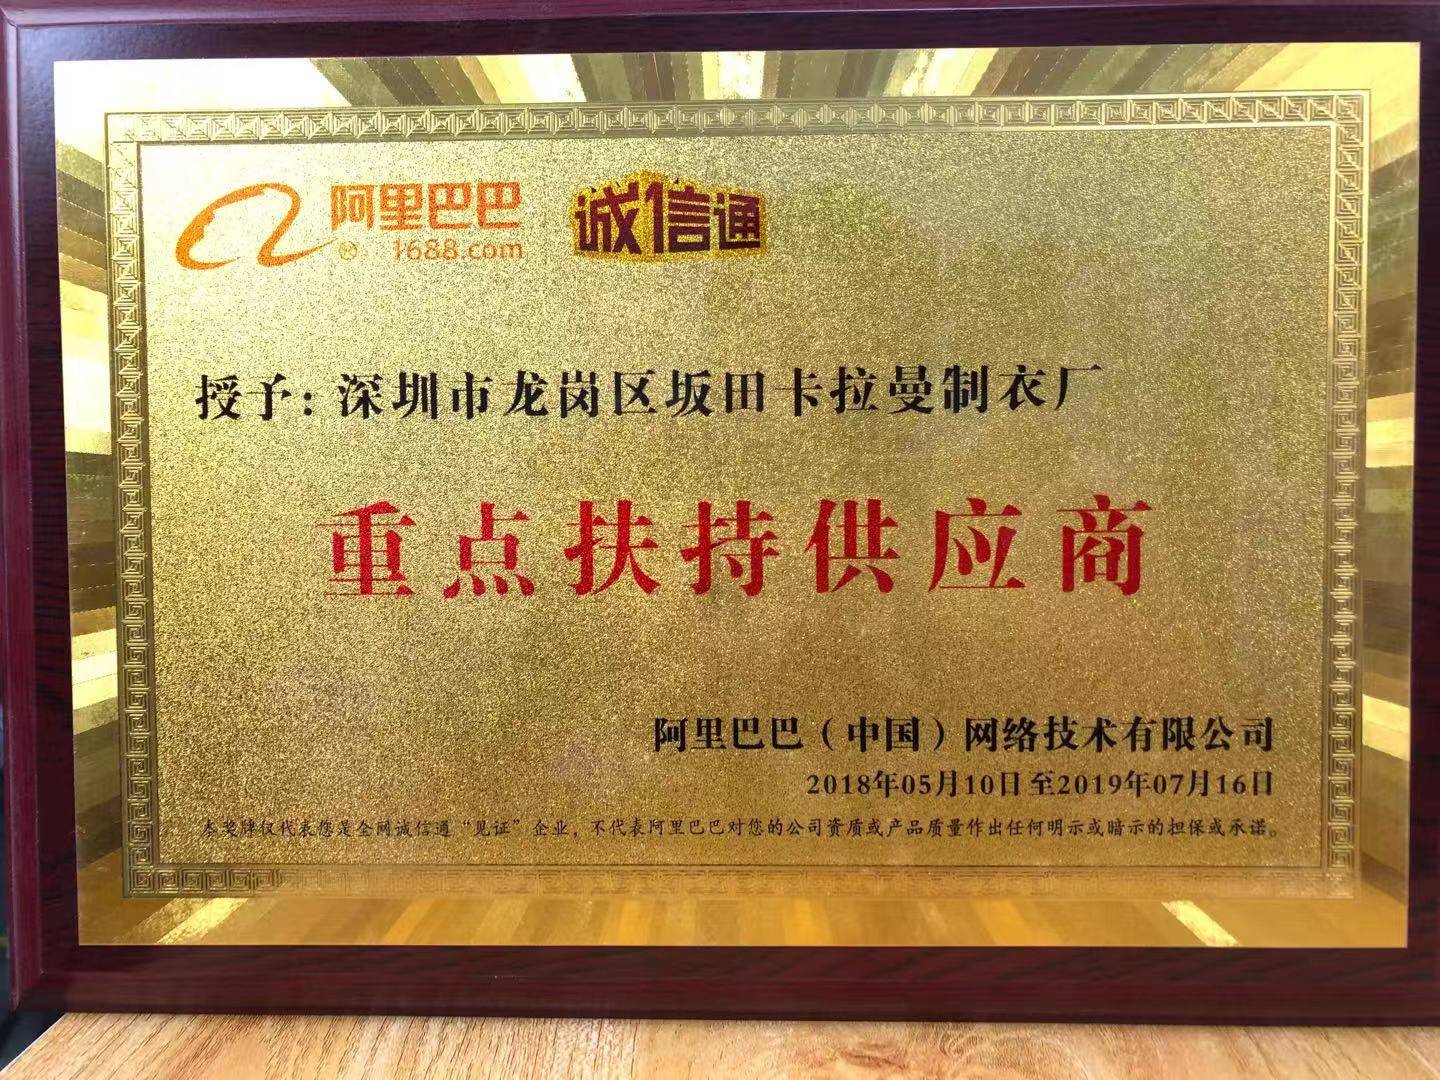 阿里巴巴 诚信通
1688.com
授予：深圳市龙岗区坂田卡拉曼制衣厂
重点扶持供应商
阿里巴巴（中国）网络技术有限公司
2018年05月10日至2019年07月16日
本奖牌仅代表您是全网诚信通“见证”企业，不代表阿里巴巴对您的公司资质或产品质量作出任何明示或暗示的担保或承诺。